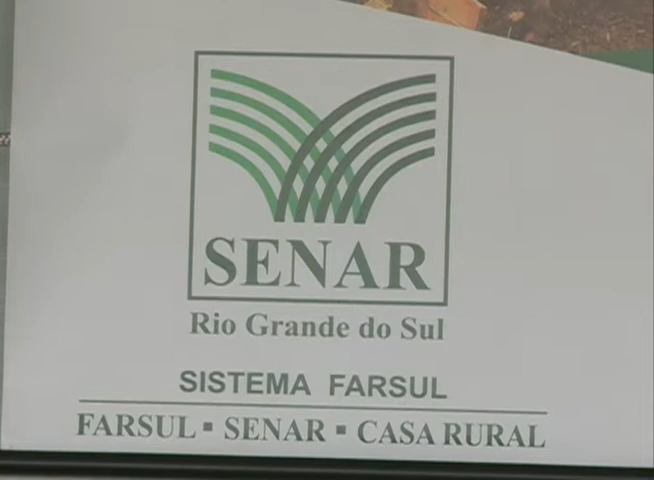 SENAR
Rio Grande do Sul
SISTEMA FARSUL
FARSUL ▪ SENAR ▪ CASA RURAL